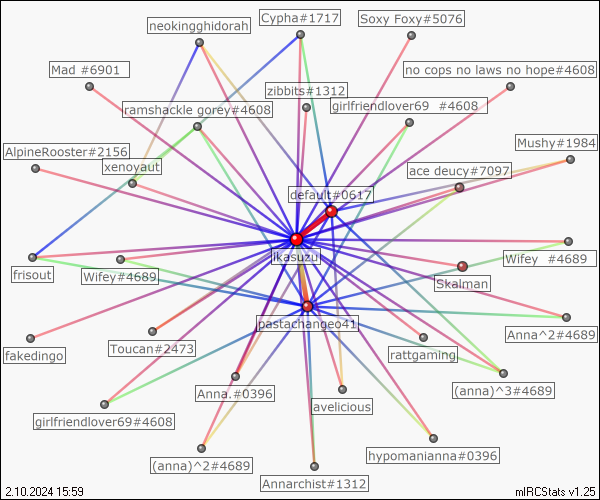 neokingghidorah
Cypha#1717
Soxy Foxy#5076
Mad #6901
zibbits#1312
no cops no laws no hope#4608
ramshackle gorey#4608
girlfriendlover69 #4608
AlpineRooster#2156
xenoyaut
Mushy#1984
ace deucy#7097
default#0617
ikasuzu
Wifey #4689
frisout
Wifey#4689
Skalman
pastachangeo41
Anna^2#4689
fakedingo
Toucan#2473
rattgaming
Anna.#0396
(anna)^3#4689
avelicious
girlfriendlover69#4608
hypomanianna#0396
(anna)^2#4689
Annarchist#1312
2.10.2024 15:59
mIRCStats v1.25